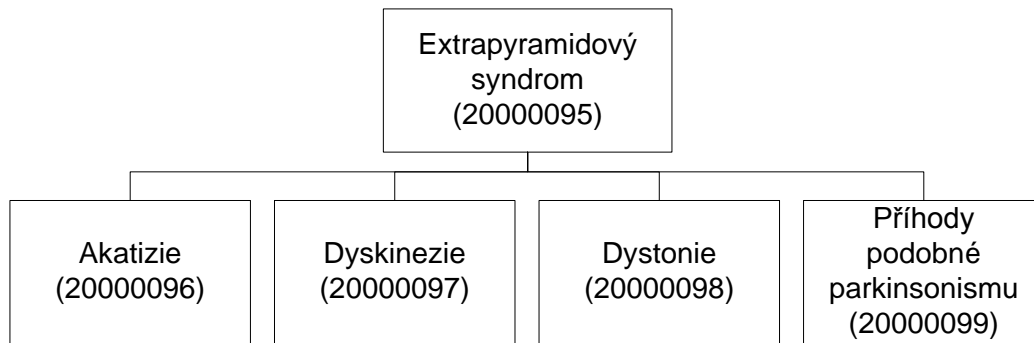 Extrapyramidový
syndrom
(20000095)
Akatizie
(20000096)
Dyskinezie
(20000097)
Dystonie
(20000098)
Příhody
podobné
parkinsonismu
(20000099)